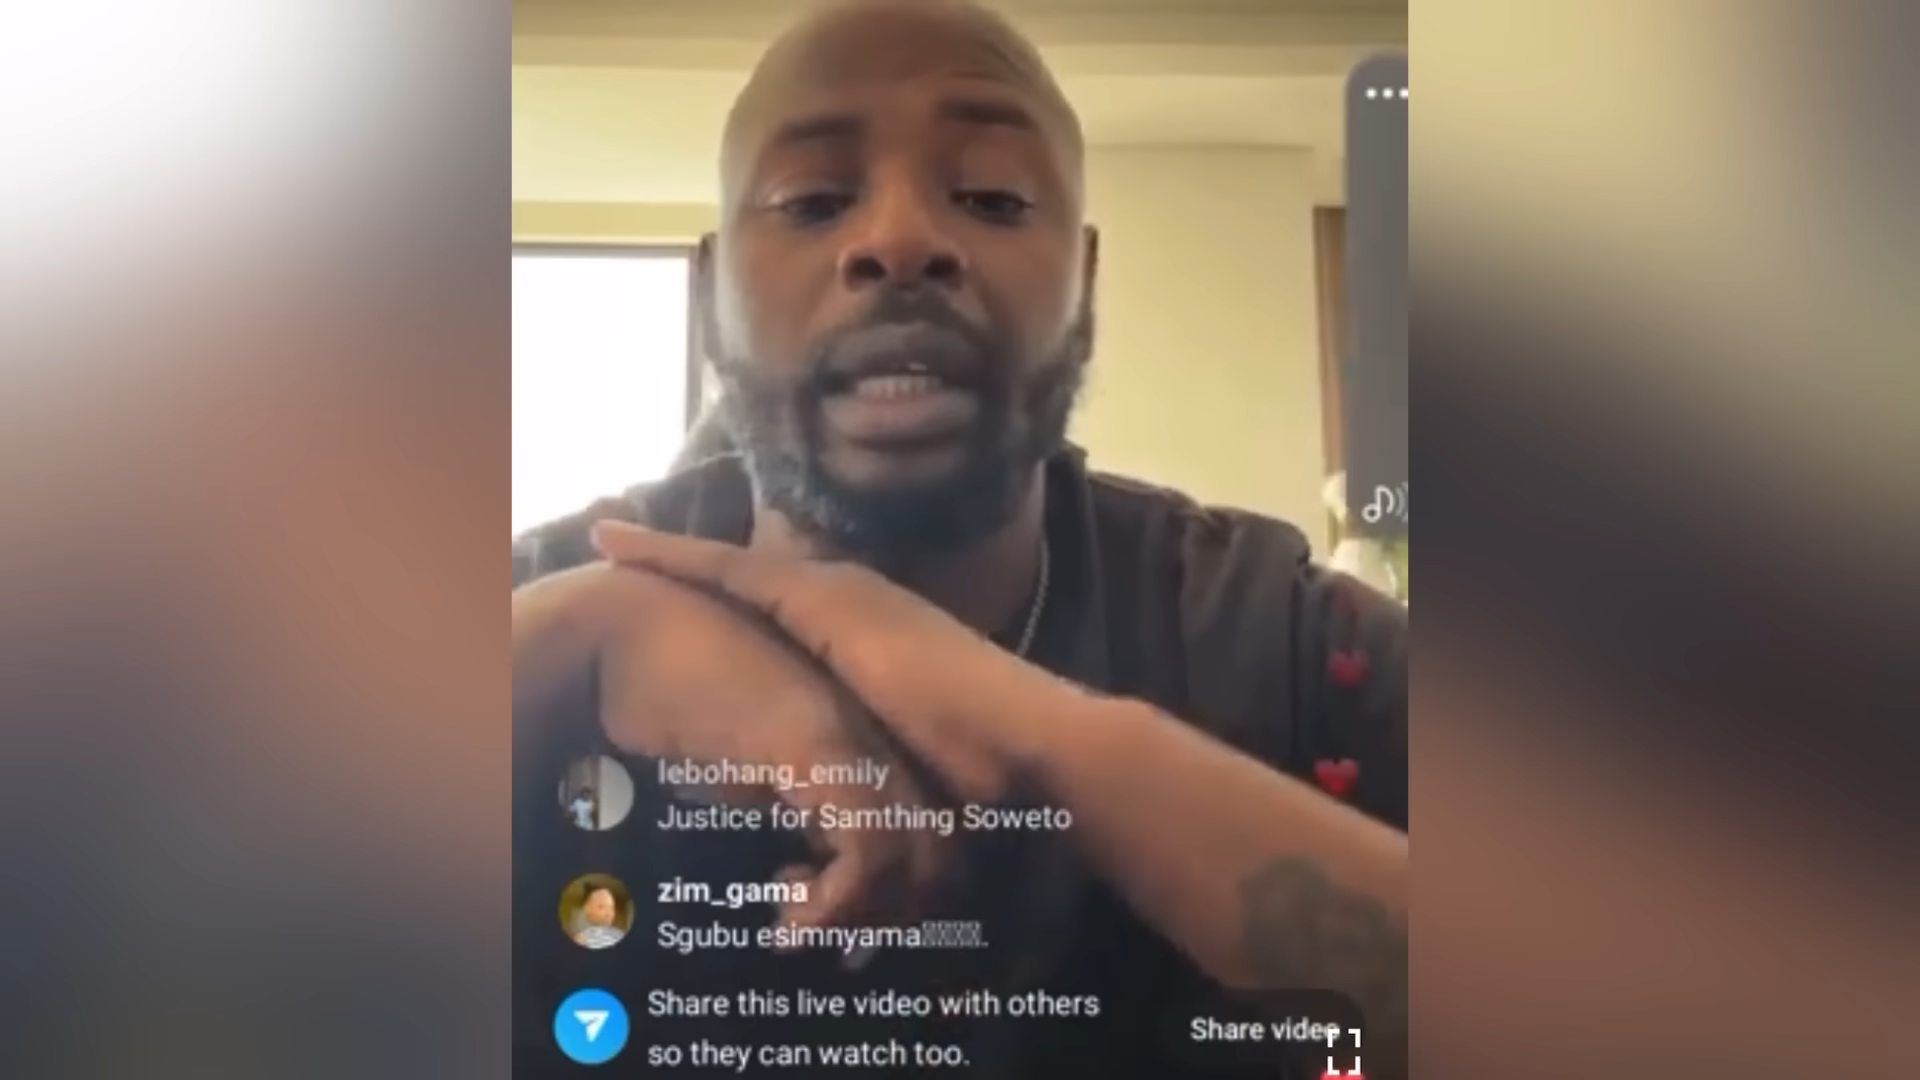 lebohang_emily
Justice for Samthing Soweto
zim_gama
Sgubu esimnyama
Share this live video with others
so they can watch too.
Share video